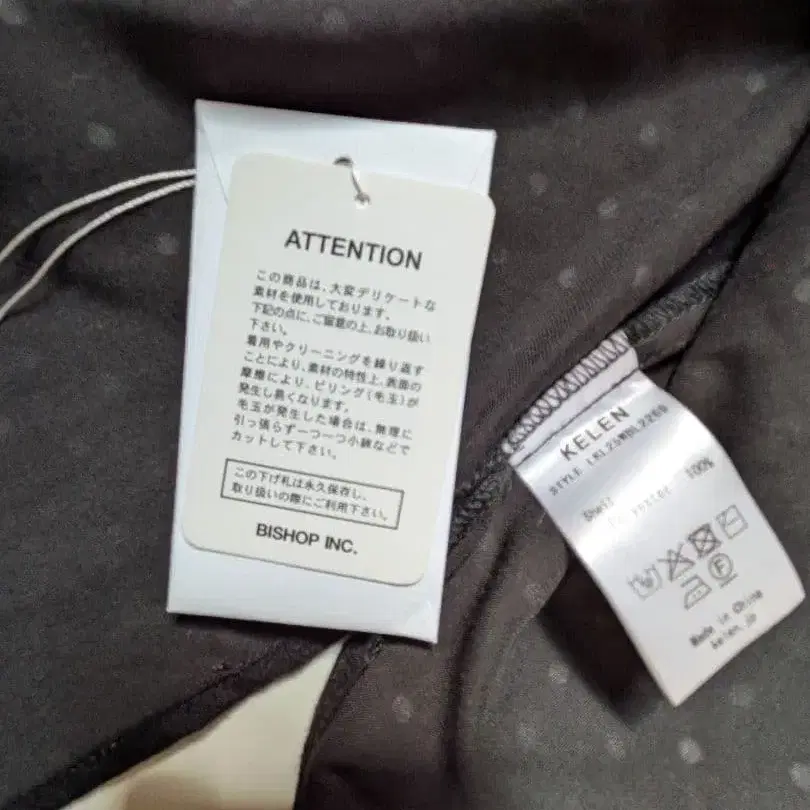 ATTENTION
この商品は、大変デリケートな
素材を使用しております。
下記の点に、ご留意の上、お取り扱い
下さい。
着用やクリーニングを繰り返す
ことにより、素材の特性上、表面の
摩擦により、ピリング(毛玉)が
発生し易くなります。
毛玉が発生した場合は、無理に
引っ張らず一つ一つ小鋏などで
カットして下さい。
この下げ札は永久保存し、
取り扱いの際にご利用下さい。
BISHOP INC.
KELEN
STYLE LKL25WBL2260
Shell
Polyester 100%
Made in China
kelen.jp